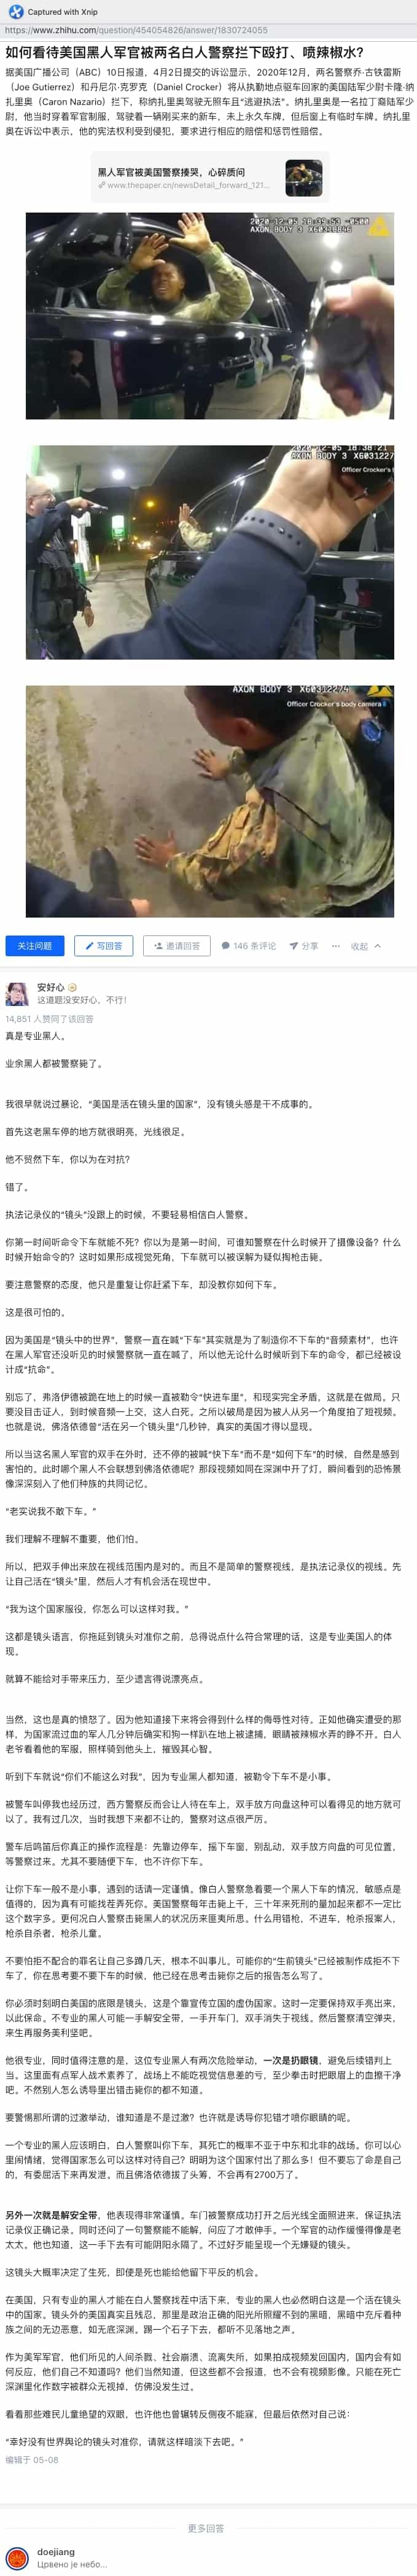 Captured with Xnip
https://www.zhihu.com/question/454054826/answer/1830724055
如何看待美国黑人军官被两名白人警察拦下殴打、喷辣椒水?
据美国广播公司（ABC）10日报道，4月2日提交的诉讼显示，2020年12月，两名警察乔·古铁雷斯
（Joe Gutierrez）和丹尼尔·克罗克（Daniel Crocker）将从执勤地点驱车回家的美国陆军少尉卡隆·纳
扎里奥（Caron Nazario）拦下，称纳扎里奥驾驶无照车且“逃避执法”。纳扎里奥是一名拉丁裔陆军少
尉，他当时穿着军官制服，驾驶着一辆刚买来的新车，未上永久车牌，但后窗上有临时车牌。纳扎里
奥在诉讼中表示，他的宪法权利受到侵犯，要求进行相应的赔偿和惩罚性赔偿。
黑人军官被美国警察揍哭，心碎质问
www.thepaper.cn/newsDetail_forward_121...
2020-12-05 18:39:53 -0500
AXON BODY 3 X60318846
2020-12-05 18:38:21
AXON BODY 3 X6031227
Officer Crocker's
AXON BODY 3 X60312274
Officer Crocker's body camera
关注问题 写回答 邀请回答 146 条评论 分享 ··· 收起
安好心
这道题没安好心，不行!
14,851 人赞同了该回答
真是专业黑人。
业余黑人都被警察毙了。
我很早就说过暴论，“美国是活在镜头里的国家”，没有镜头感是干不成事的。
首先这老黑车停的地方就很明亮，光线很足。
他不贸然下车，你以为在对抗?
错了。
执法记录仪的“镜头”没跟上的时候，不要轻易相信白人警察。
你第一时间听命令下车就能不死？你以为是第一时间，可谁知警察在什么时候开了摄像设备？什么
时候开始命令的？这时如果形成视觉死角，下车就可以被误解为疑似掏枪击毙。
要注意警察的态度，他只是重复让你赶紧下车，却没教你如何下车。
这是很可怕的。
因为美国是“镜头中的世界”，警察一直在喊“下车”其实就是为了制造你不下车的“音频素材”，也许
在黑人军官还没听见的时候警察就一直在喊了，所以他无论什么时候听到下车的命令，都已经被设
计成“抗命”。
别忘了，弗洛伊德被跪在地上的时候一直被勒令“快进车里”，和现实完全矛盾，这就是在做局。只
要没目击证人，到时候音频一上交，这人白死。之所以破局是因为被人从另一个角度拍了短视频。
也就是说，佛洛依德曾“活在另一个镜头里”几秒钟，真实的美国才得以显现。
所以当这名黑人军官的双手在外时，还不停的被喊“快下车”而不是“如何下车”的时候，自然是感到
害怕的。此时哪个黑人不会联想到佛洛依德呢？那段视频如同在深渊中开了灯，瞬间看到的恐怖景
像深深刻入了他们种族的共同记忆。
“老实说我不敢下车。”
我们理解不理解不重要，他们怕。
所以，把双手伸出来放在视线范围内是对的。而且不是简单的警察视线，是执法记录仪的视线。先
让自己活在“镜头”里，然后人才有机会活在现世中。
“我为这个国家服役，你怎么可以这样对我。”
这都是镜头语言，你拖延到镜头对准你之前，总得说点什么符合常理的话，这是专业美国人的体
现。
就算不能给对手带来压力，至少遗言得说漂亮点。
当然，这也是真的愤怒了。因为他知道接下来将会得到什么样的侮辱性对待。正如他确实遭受的那
样，为国家流过血的军人几分钟后确实和狗一样趴在地上被逮捕，眼睛被辣椒水弄的睁不开。白人
老爷看着他的军服，照样骑到他头上，摧毁其心智。
听到下车就说“你们不能这么对我”，因为专业黑人都知道，被勒令下车不是小事。
被警车叫停我也经历过，西方警察反而会让人待在车上，双手放方向盘这种可以看得见的地方就可
以了。我有过几次，当时我想下来都不让的，警察对这点很严厉。
警车后鸣笛后你真正的操作流程是：先靠边停车，摇下车窗，别乱动，双手放方向盘的可见位置，
等警察过来。尤其不要随便下车，也不许你下车。
让你下车一般不是小事，遇到的话请一定谨慎。像白人警察急着要一个黑人下车的情况，敏感点是
值得的，因为真有可能找茬弄死你。美国警察每年击毙上千，三十年来死刑的量加起来都不一定比
这个数字多。更何况白人警察击毙黑人的状况历来匪夷所思。什么用错枪，不进车，枪杀报案人，
枪杀自杀者，枪杀儿童。
不要怕拒不配合的罪名让自己多蹲几天，根本不叫事儿。可能你的“生前镜头”已经被制作成拒不下
车了，你在思考要不要下车的时候，他已经在思考击毙你之后的报告怎么写了。
你必须时刻明白美国的底限是镜头，这是个靠宣传立国的虚伪国家。这时一定要保持双手亮出来，
以此保命。不专业的黑人可能一手解安全带，一手开车门，双手消失于视线。然后警察清空弹夹，
来生再服务美利坚吧。
他很专业，同时值得注意的是，这位专业黑人有两次危险举动，一次是扔眼镜，避免后续碰判上
当。这里面有点军人战术素养了，战场上不能吃视觉信息差的亏，至少拳击时把眼眉上的血擦干净
吧。不然别人怎么诱导里出错击毙你的都不知道。
要警惕那所谓的过激举动，谁知道是不是过激？也许就是诱导你犯错才喷你眼睛的呢。
一个专业的黑人应该明白，白人警察叫你下车，其死亡的概率不亚于中东和北非的战场。你可以心
里闹情绪，觉得国家怎么可以这样对待自己？明明为这个国家付出了那么多！但不要忘了命是自己
的，有委屈活下来再发泄。而且佛洛依德拔了头筹，不会再有2700万了。
另外一次就是解安全带，他表现得非常谨慎。车门被警察成功打开之后光线全面照进来，保证执法
记录仪正确记录，同时还问了一句警察能不能解，问应了才敢伸手。一个军官的动作缓慢得像是老
太太。他也知道，这一手下去有可能阴阳永隔了。不过好歹能呈现一个无嫌疑的镜头。
这镜头大概率决定了生死，即使是死也能给他留下平反的机会。
在美国，只有专业的黑人才能在白人警察找茬中活下来，专业的黑人也必然明白这是一个活在镜头
中的国家。镜头外的美国真实且残忍，那里是政治正确的阳光所照耀不到的黑暗，黑暗中充斥着种
族之间的无边恶意，如无底深渊。踢一个石子下去，都听不见落地之声。
作为美军军官，他们所见的人间杀戮、社会崩溃、流离失所，如果拍成视频发回国内，国内会有如
何反应，他们自己不知道吗？他们当然知道，但这些都不会报道，也不会有视频影像。只能在死亡
深渊里化作数字被群众无视掉，仿佛没发生过。
看看那些难民儿童绝望的双眼，也许他也曾辗转反侧夜不能寐，但最后依然对自己说：
“幸好没有世界舆论的镜头对准你，请就这样暗淡下去吧。”
编辑于 05-08
更多回答
doejiang
Црвено је небо...